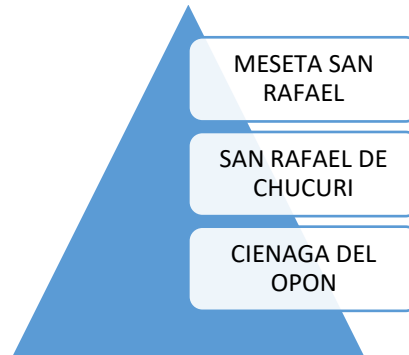 MESETA SAN
RAFAEL
SAN RAFAEL DE
CHUCURI
CIENAGA DEL
OPON